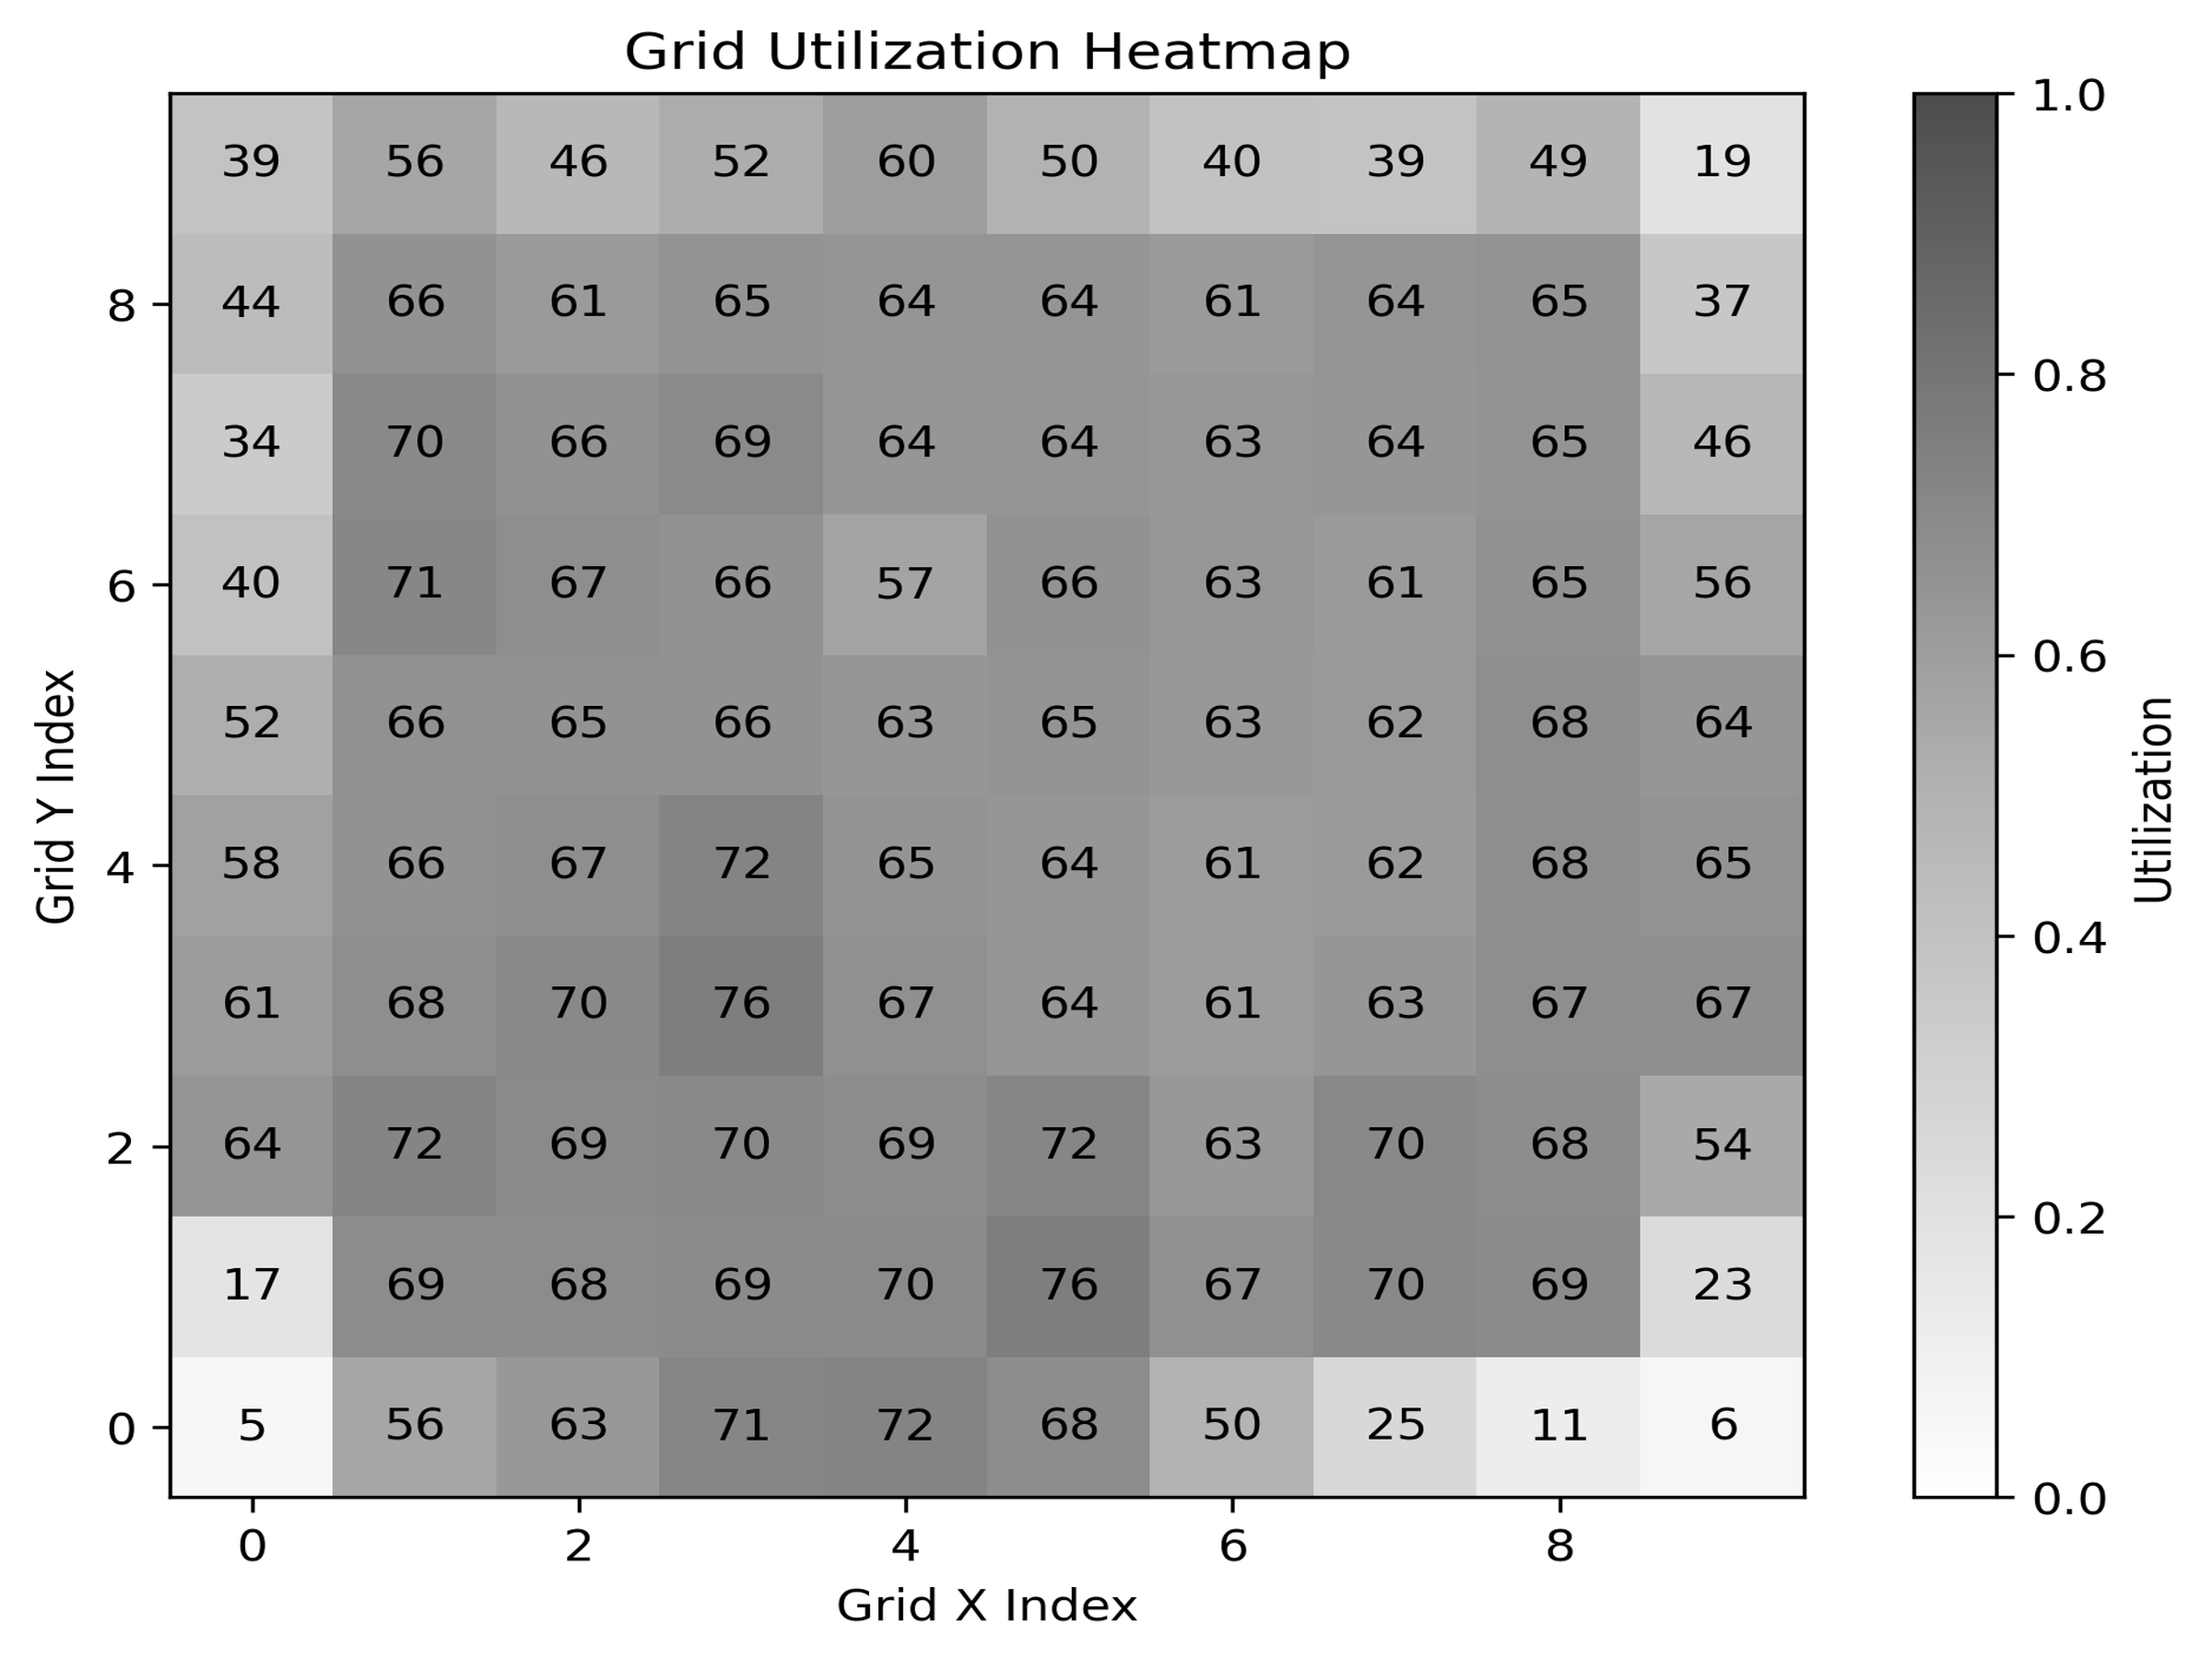 Grid Utilization Heatmap
39 56 46 52 60 50 40 39 49 19
8 44 66 61 65 64 64 61 64 65 37
34 70 66 69 64 64 63 64 65 46
6 40 71 67 66 57 66 63 61 65 56
52 66 65 66 63 65 63 62 68 64
4 58 66 67 72 65 64 61 62 68 65
61 68 70 76 67 64 61 63 67 67
2 64 72 69 70 69 72 63 70 68 54
17 69 68 69 70 76 67 70 69 23
0 5 56 63 71 72 68 50 25 11 6
0 2 4 6 8
Grid X Index
Grid Y Index
1.0
0.8
0.6
0.4
0.2
0.0
Utilization